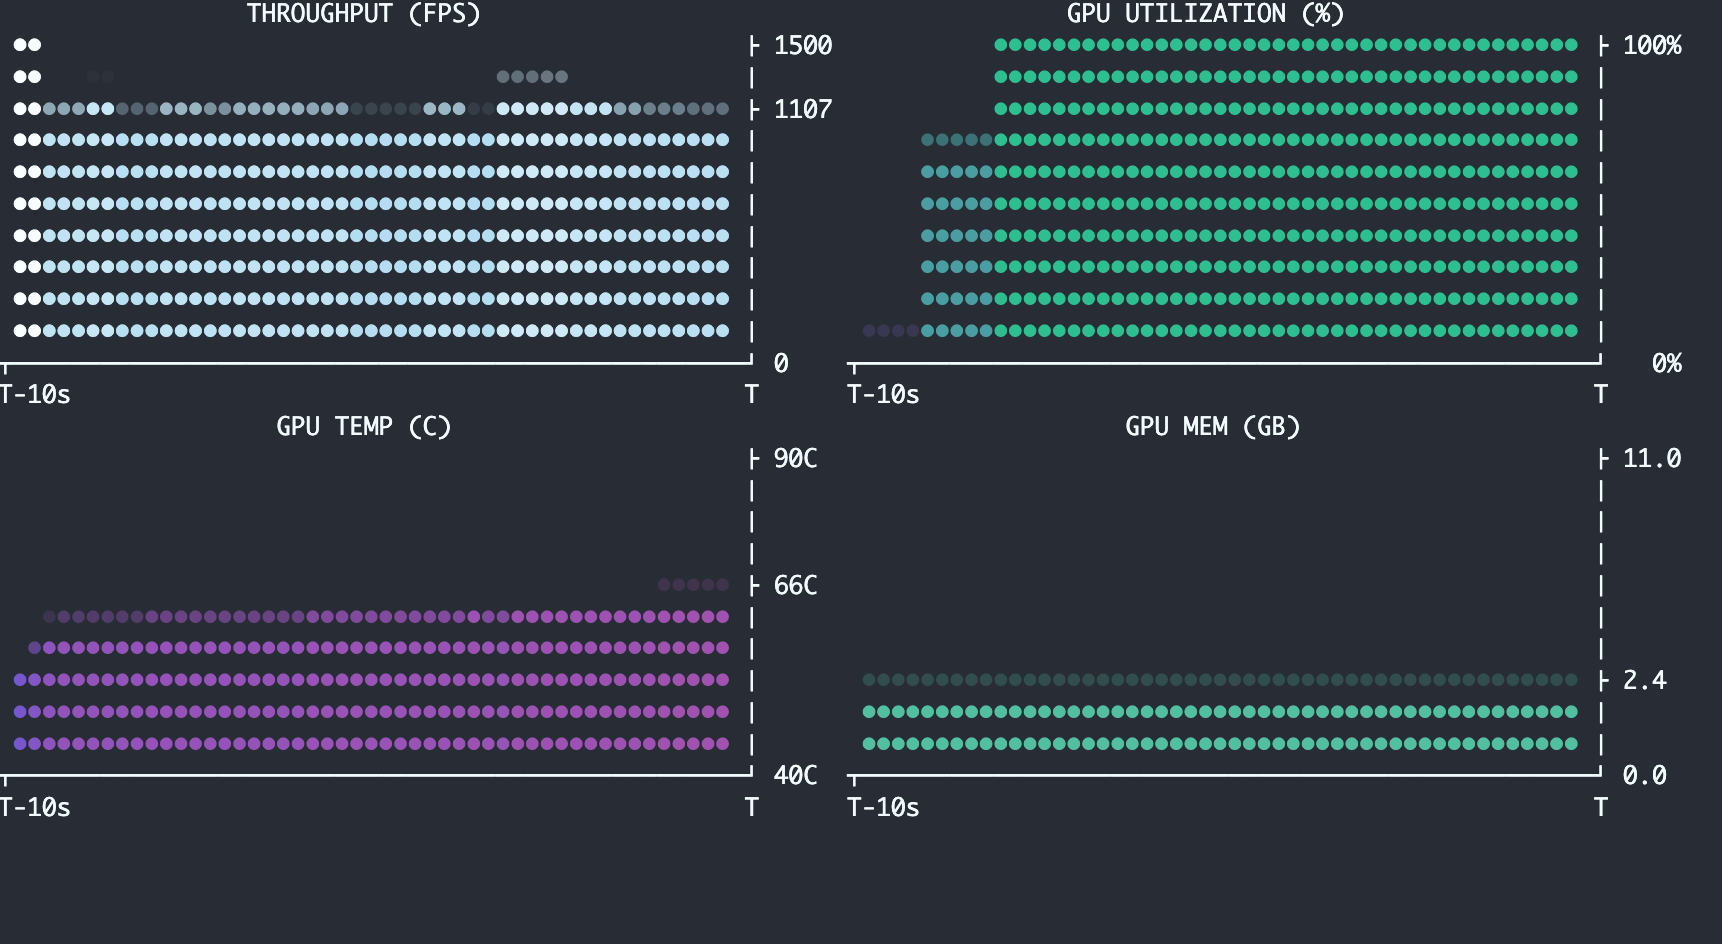 THROUGHPUT (FPS)
1500
1107
0
T-10s T
GPU UTILIZATION (%)
100%
0%
T-10s T
GPU TEMP (C)
90C
66C
40C
T-10s T
GPU MEM (GB)
11.0
2.4
0.0
T-10s T